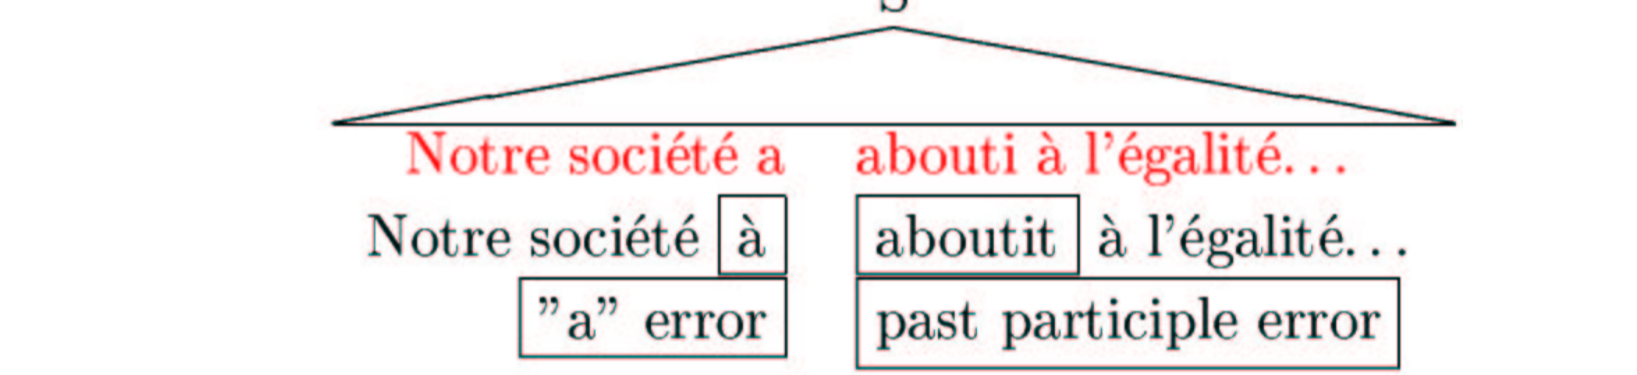 S
Notre société a abouti à l'égalité...
Notre société à aboutit à l'égalité...
"a" error past participle error